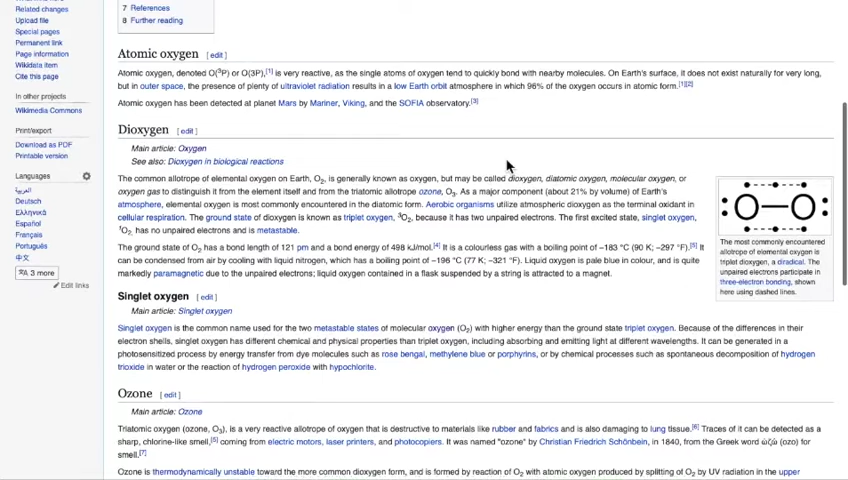 Related changes
Upload file
Special pages
Permanent link
Page information
Wikidata item
Cite this page
In other projects
Wikimedia Commons
Print/export
Download as PDF
Printable version
Languages
العربية
Deutsch
Ελληνικά
Español
Français
Português
中文
3 more
Edit links
7 References
8 Further reading
Atomic oxygen [ edit ]
Atomic oxygen, denoted O(³P) or O(3P),[1] is very reactive, as the single atoms of oxygen tend to quickly bond with nearby molecules. On Earth's surface, it does not exist naturally for very long,
but in outer space, the presence of plenty of ultraviolet radiation results in a low Earth orbit atmosphere in which 96% of the oxygen occurs in atomic form.[1][2]
Atomic oxygen has been detected at planet Mars by Mariner, Viking, and the SOFIA observatory.[3]
Dioxygen [ edit ]
Main article: Oxygen
See also: Dioxygen in biological reactions
The common allotrope of elemental oxygen on Earth, O₂, is generally known as oxygen, but may be called dioxygen, diatomic oxygen, molecular oxygen, or
oxygen gas to distinguish it from the element itself and from the triatomic allotrope ozone, O₃. As a major component (about 21% by volume) of Earth's
atmosphere, elemental oxygen is most commonly encountered in the diatomic form. Aerobic organisms utilize atmospheric dioxygen as the terminal oxidant in
cellular respiration. The ground state of dioxygen is known as triplet oxygen, ³O₂, because it has two unpaired electrons. The first excited state, singlet oxygen,
¹O₂, has no unpaired electrons and is metastable.
The ground state of O₂ has a bond length of 121 pm and a bond energy of 498 kJ/mol.[4] It is a colourless gas with a boiling point of −183 °C (90 K; −297 °F).[5] It
can be condensed from air by cooling with liquid nitrogen, which has a boiling point of −196 °C (77 K; −321 °F). Liquid oxygen is pale blue in colour, and is quite
markedly paramagnetic due to the unpaired electrons; liquid oxygen contained in a flask suspended by a string is attracted to a magnet.
O O
The most commonly encountered
allotrope of elemental oxygen is
triplet dioxygen, a diradical. The
unpaired electrons participate in
three-electron bonding, shown
here using dashed lines.
Singlet oxygen [ edit ]
Main article: Singlet oxygen
Singlet oxygen is the common name used for the two metastable states of molecular oxygen (O₂) with higher energy than the ground state triplet oxygen. Because of the differences in their
electron shells, singlet oxygen has different chemical and physical properties than triplet oxygen, including absorbing and emitting light at different wavelengths. It can be generated in a
photosensitized process by energy transfer from dye molecules such as rose bengal, methylene blue or porphyrins, or by chemical processes such as spontaneous decomposition of hydrogen
trioxide in water or the reaction of hydrogen peroxide with hypochlorite.
Ozone [ edit ]
Main article: Ozone
Triatomic oxygen (ozone, O₃), is a very reactive allotrope of oxygen that is destructive to materials like rubber and fabrics and is also damaging to lung tissue.[6] Traces of it can be detected as a
sharp, chlorine-like smell,[5] coming from electric motors, laser printers, and photocopiers. It was named "ozone" by Christian Friedrich Schönbein, in 1840, from the Greek word ὠζώ (ozo) for
smell.[7]
Ozone is thermodynamically unstable toward the more common dioxygen form, and is formed by reaction of O₂ with atomic oxygen produced by splitting of O₂ by UV radiation in the upper